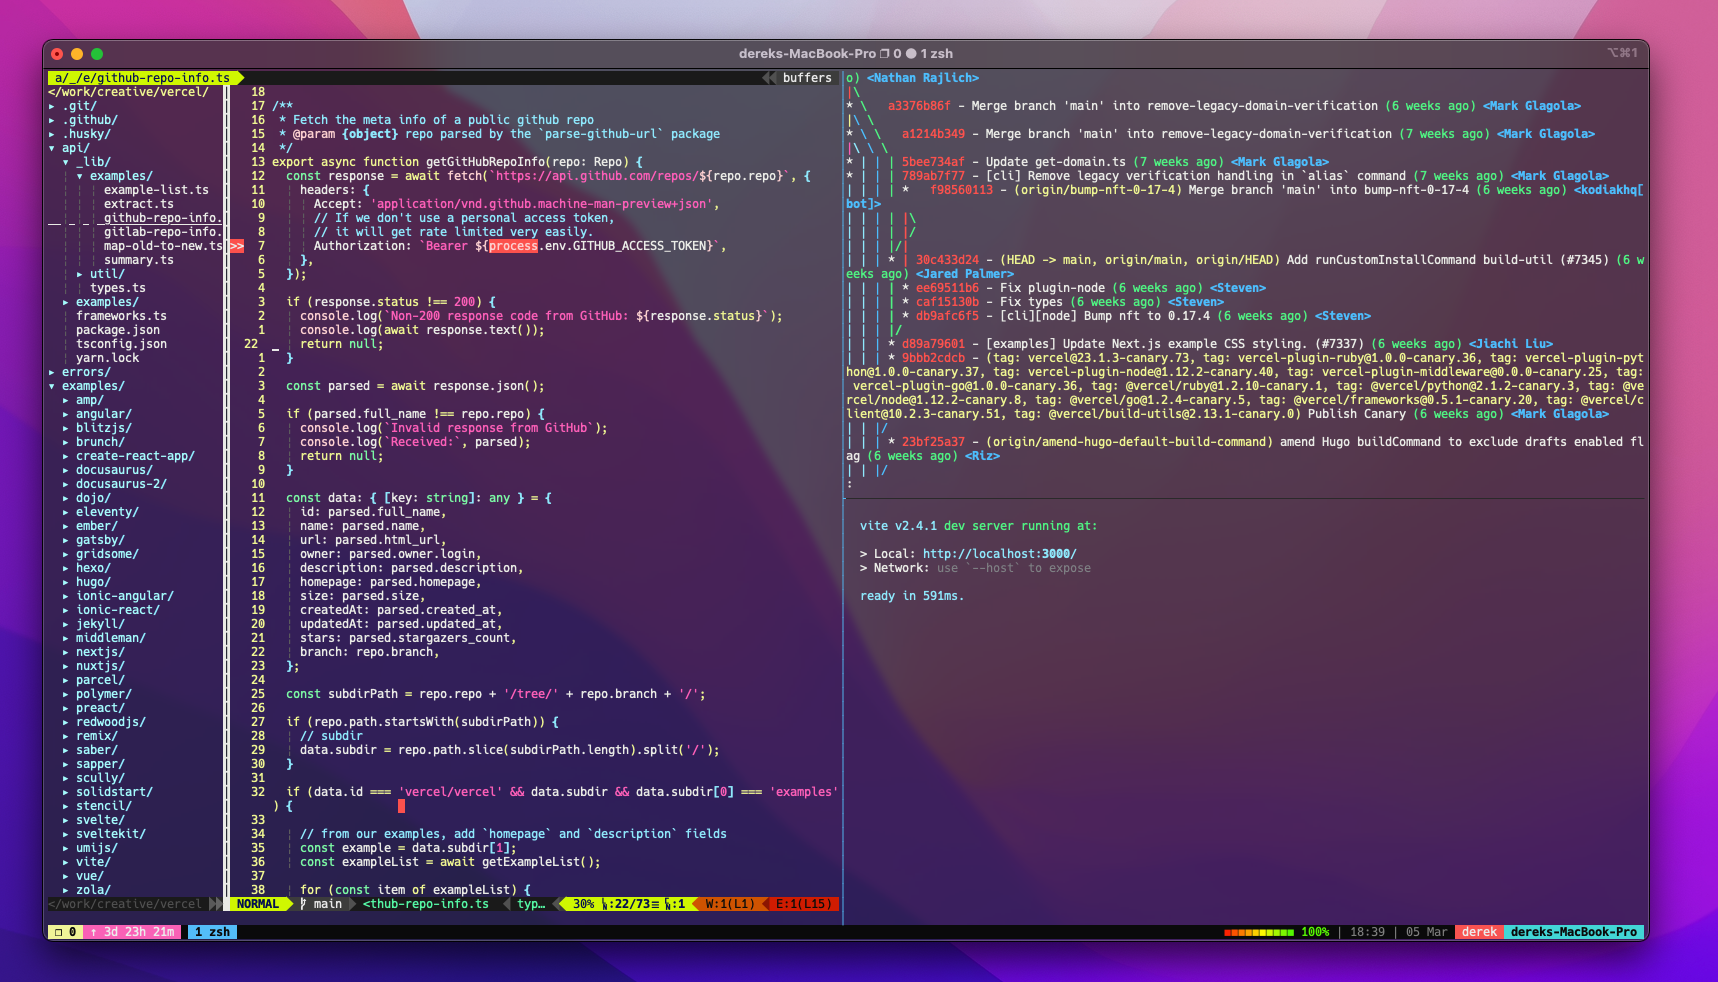 dereks-MacBook-Pro ❐ 0 ● 1 zsh
⌥⌘1
a/_/e/github-repo-info.ts
buffers
</work/creative/vercel/
▸ .git/
▸ .github/
▸ .husky/
▾ api/
▾ _lib/
▾ examples/
example-list.ts
extract.ts
_github-repo-info.
gitlab-repo-info.
map-old-to-new.ts
summary.ts
▸ util/
types.ts
▸ examples/
frameworks.ts
package.json
tsconfig.json
yarn.lock
▸ errors/
▾ examples/
▸ amp/
▸ angular/
▸ blitzjs/
▸ brunch/
▸ create-react-app/
▸ docusaurus/
▸ docusaurus-2/
▸ dojo/
▸ eleventy/
▸ ember/
▸ gatsby/
▸ gridsome/
▸ hexo/
▸ hugo/
▸ ionic-angular/
▸ ionic-react/
▸ jekyll/
▸ middleman/
▸ nextjs/
▸ nuxtjs/
▸ parcel/
▸ polymer/
▸ preact/
▸ redwoodjs/
▸ remix/
▸ saber/
▸ sapper/
▸ scully/
▸ solidstart/
▸ stencil/
▸ svelte/
▸ sveltekit/
▸ umijs/
▸ vite/
▸ vue/
▸ zola/
</work/creative/vercel
18
17 /**
16 * Fetch the meta info of a public github repo
15 * @param {object} repo parsed by the `parse-github-url` package
14 */
13 export async function getGitHubRepoInfo(repo: Repo) {
12 const response = await fetch(`https://api.github.com/repos/${repo.repo}`, {
11 headers: {
10 Accept: 'application/vnd.github.machine-man-preview+json',
9 // If we don't use a personal access token,
8 // it will get rate limited very easily.
>> 7 Authorization: `Bearer ${process.env.GITHUB_ACCESS_TOKEN}`,
6 },
5 });
4
3 if (response.status !== 200) {
2 console.log(`Non-200 response code from GitHub: ${response.status}`);
1 console.log(await response.text());
22 return null;
1 }
2
3 const parsed = await response.json();
4
5 if (parsed.full_name !== repo.repo) {
6 console.log(`Invalid response from GitHub`);
7 console.log(`Received:`, parsed);
8 return null;
9 }
10
11 const data: { [key: string]: any } = {
12 id: parsed.full_name,
13 name: parsed.name,
14 url: parsed.html_url,
15 owner: parsed.owner.login,
16 description: parsed.description,
17 homepage: parsed.homepage,
18 size: parsed.size,
19 createdAt: parsed.created_at,
20 updatedAt: parsed.updated_at,
21 stars: parsed.stargazers_count,
22 branch: repo.branch,
23 };
24
25 const subdirPath = repo.repo + '/tree/' + repo.branch + '/';
26
27 if (repo.path.startsWith(subdirPath)) {
28 // subdir
29 data.subdir = repo.path.slice(subdirPath.length).split('/');
30 }
31
32 if (data.id === 'vercel/vercel' && data.subdir && data.subdir[0] === 'examples'
) {
33
34 // from our examples, add `homepage` and `description` fields
35 const example = data.subdir[1];
36 const exampleList = await getExampleList();
37
38 for (const item of exampleList) {
NORMAL main <thub-repo-info.ts typ… 30% :22/73 :1 W:1(L1) E:1(L15)
o) <Nathan Rajlich>
|\
* \ a3376b86f - Merge branch 'main' into remove-legacy-domain-verification (6 weeks ago) <Mark Glagola>
|\ \
* \ \ a1214b349 - Merge branch 'main' into remove-legacy-domain-verification (7 weeks ago) <Mark Glagola>
|\ \ \
* | | | 5bee734af - Update get-domain.ts (7 weeks ago) <Mark Glagola>
* | | | 789ab7f77 - [cli] Remove legacy verification handling in `alias` command (7 weeks ago) <Mark Glagola>
| | | | * f98560113 - (origin/bump-nft-0-17-4) Merge branch 'main' into bump-nft-0-17-4 (6 weeks ago) <kodiakhq[
bot]>
| | | | |\
| | | | |/
| | | |/|
| | | * | 30c433d24 - (HEAD -> main, origin/main, origin/HEAD) Add runCustomInstallCommand build-util (#7345) (6 w
eeks ago) <Jared Palmer>
| | | | * ee69511b6 - Fix plugin-node (6 weeks ago) <Steven>
| | | | * caf15130b - Fix types (6 weeks ago) <Steven>
| | | | * db9afc6f5 - [cli][node] Bump nft to 0.17.4 (6 weeks ago) <Steven>
| | | |/
| | | * d89a79601 - [examples] Update Next.js example CSS styling. (#7337) (6 weeks ago) <Jiachi Liu>
| | | * 9bbb2cdcb - (tag: vercel@23.1.3-canary.73, tag: vercel-plugin-ruby@1.0.0-canary.36, tag: vercel-plugin-pyt
hon@1.0.0-canary.37, tag: vercel-plugin-node@1.12.2-canary.40, tag: vercel-plugin-middleware@0.0.0-canary.25, tag:
vercel-plugin-go@1.0.0-canary.36, tag: @vercel/ruby@1.2.10-canary.1, tag: @vercel/python@2.1.2-canary.3, tag: @ve
rcel/node@1.12.2-canary.8, tag: @vercel/go@1.2.4-canary.5, tag: @vercel/frameworks@0.5.1-canary.20, tag: @vercel/c
lient@10.2.3-canary.51, tag: @vercel/build-utils@2.13.1-canary.0) Publish Canary (6 weeks ago) <Mark Glagola>
| | |/
| | | * 23bf25a37 - (origin/amend-hugo-default-build-command) amend Hugo buildCommand to exclude drafts enabled fl
ag (6 weeks ago) <Riz>
| | |/
:
vite v2.4.1 dev server running at:
> Local: http://localhost:3000/
> Network: use `--host` to expose
ready in 591ms.
❐ 0 ↑ 3d 23h 21m 1 zsh
100% | 18:39 | 05 Mar derek dereks-MacBook-Pro